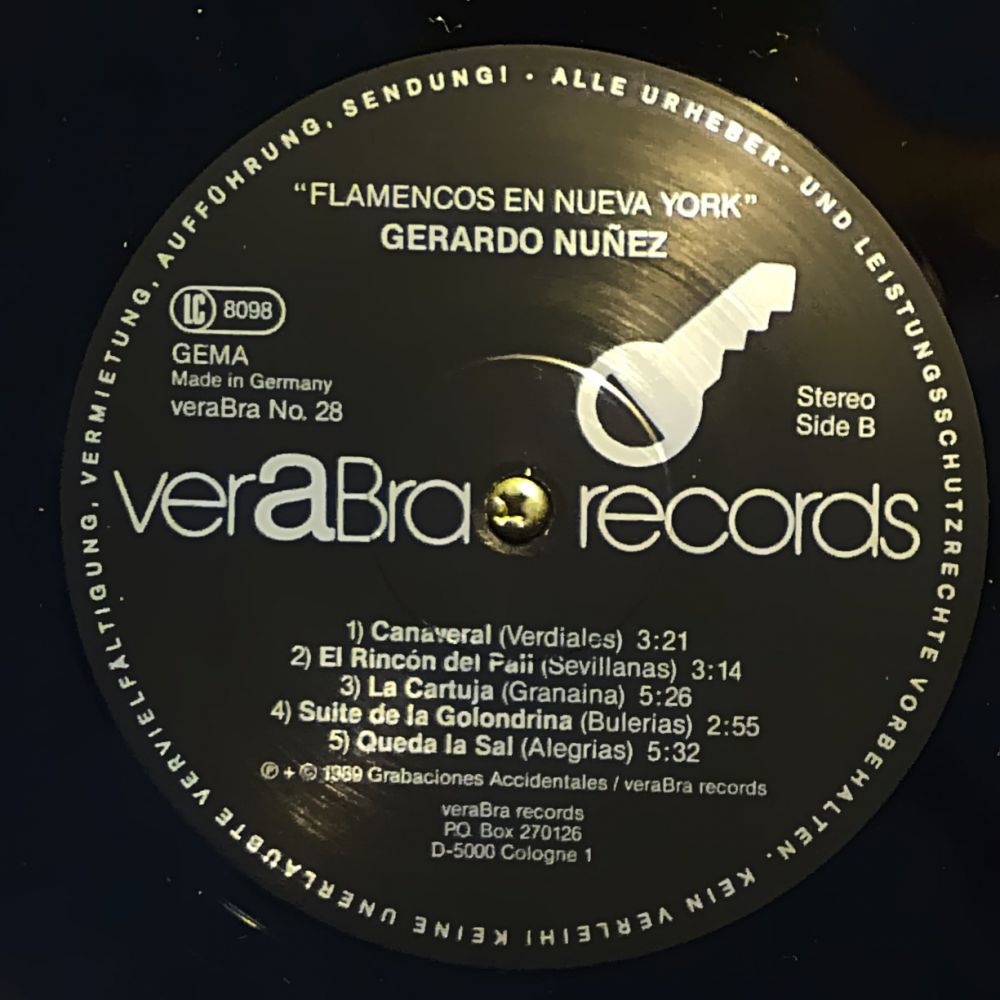 ALLE URHEBER- UND LEISTUNGSSCHUTZRECHTE VORBEHALTEN. KEIN VERLEIH! KEINE UNERLAUBTE VERVIELFÄLTIGUNG, VERMIETUNG, AUFFÜHRUNG, SENDUNG! ·
"FLAMENCOS EN NUEVA YORK"
GERARDO NUÑEZ
LC 8098
GEMA
Made in Germany
veraBra No. 28
Stereo
Side B
veraBra records
1) Canaveral (Verdiales) 3:21
2) El Rincón del (Sevillanas) 3:14
3) La Cartuja (Granaina) 5:26
4) Suite de la Golondrina (Bulerias) 2:55
5) Queda la Sal (Alegrias) 5:32
℗ + © 1989 Grabaciones Accidentales / veraBra records
veraBra records
P.O. Box 270126
D-5000 Cologne 1